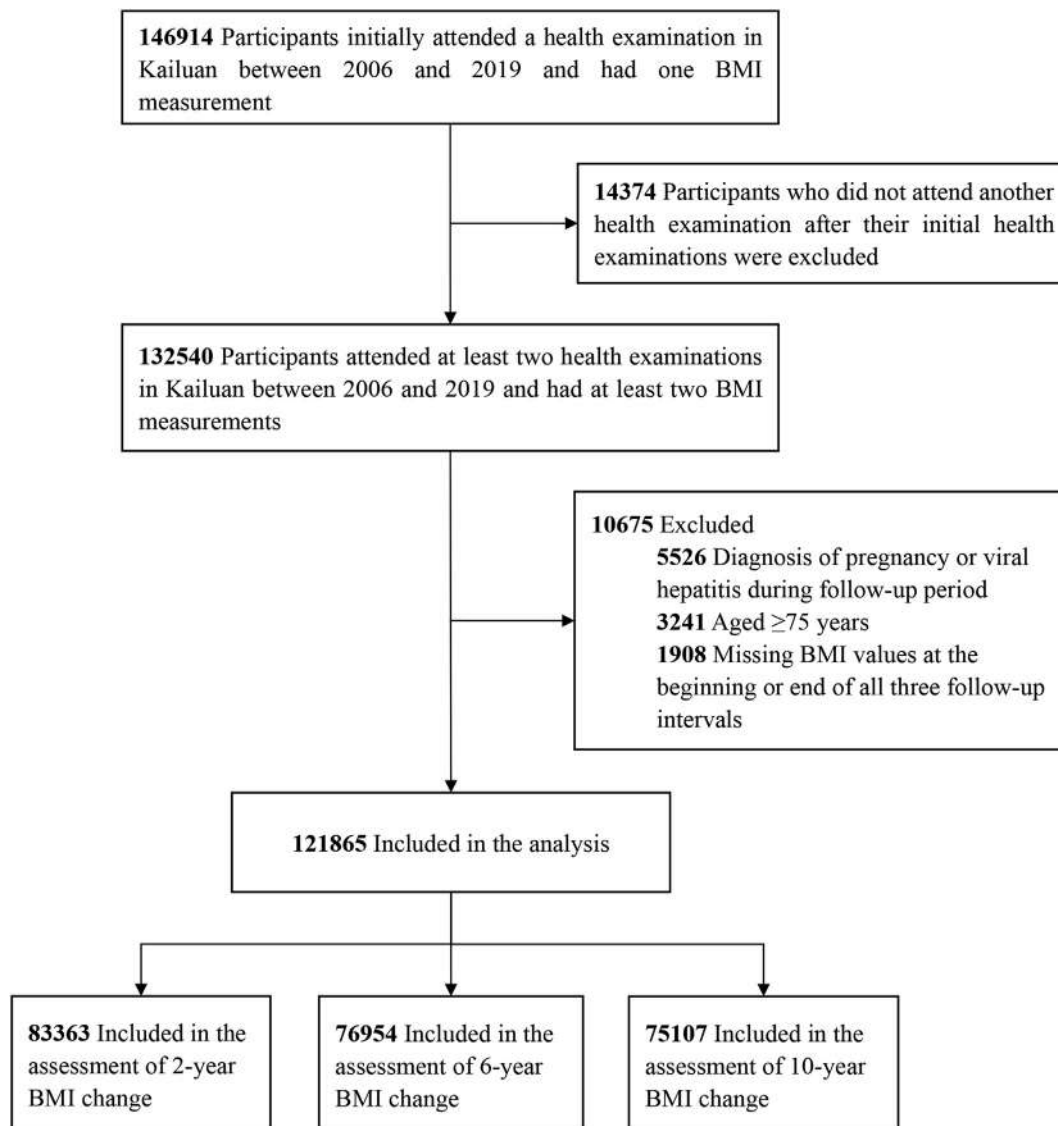 146914 Participants initially attended a health examination in
Kailuan between 2006 and 2019 and had one BMI
measurement
14374 Participants who did not attend another
health examination after their initial health
examinations were excluded
132540 Participants attended at least two health examinations
in Kailuan between 2006 and 2019 and had at least two BMI
measurements
10675 Excluded
5526 Diagnosis of pregnancy or viral
hepatitis during follow-up period
3241 Aged ≥75 years
1908 Missing BMI values at the
beginning or end of all three follow-up
intervals
121865 Included in the analysis
83363 Included in the
assessment of 2-year
BMI change
76954 Included in the
assessment of 6-year
BMI change
75107 Included in the
assessment of 10-year
BMI change